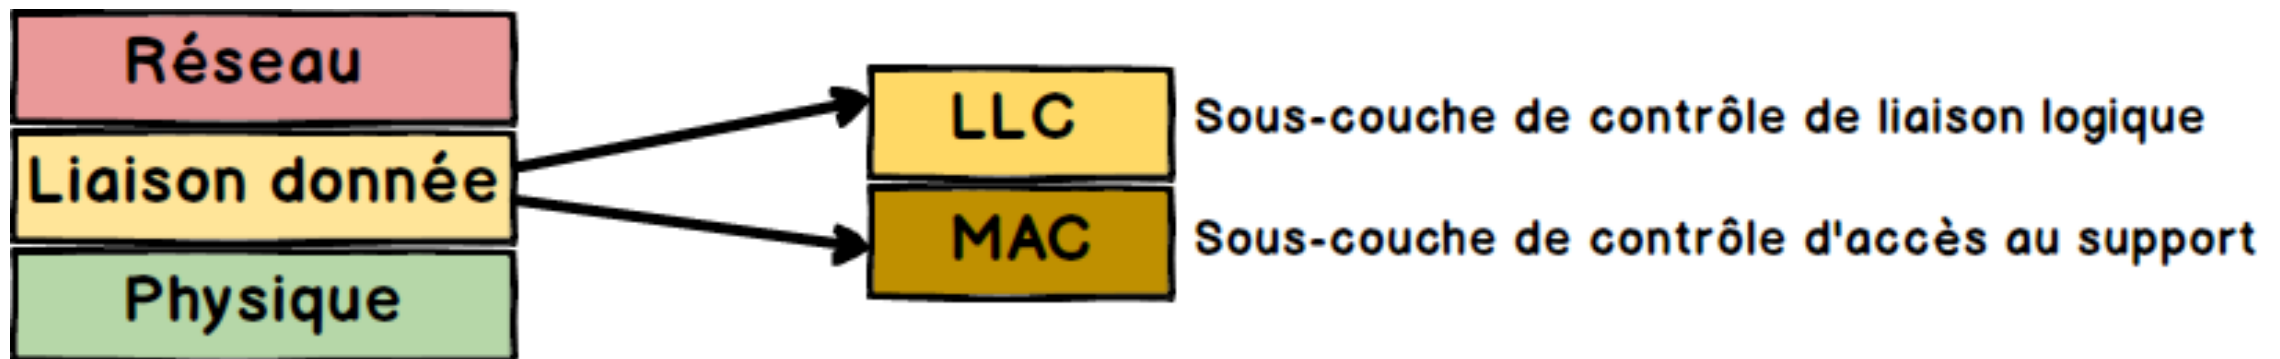 Réseau
Liaison donnée
Physique
LLC
Sous-couche de contrôle de liaison logique
MAC
Sous-couche de contrôle d'accès au support